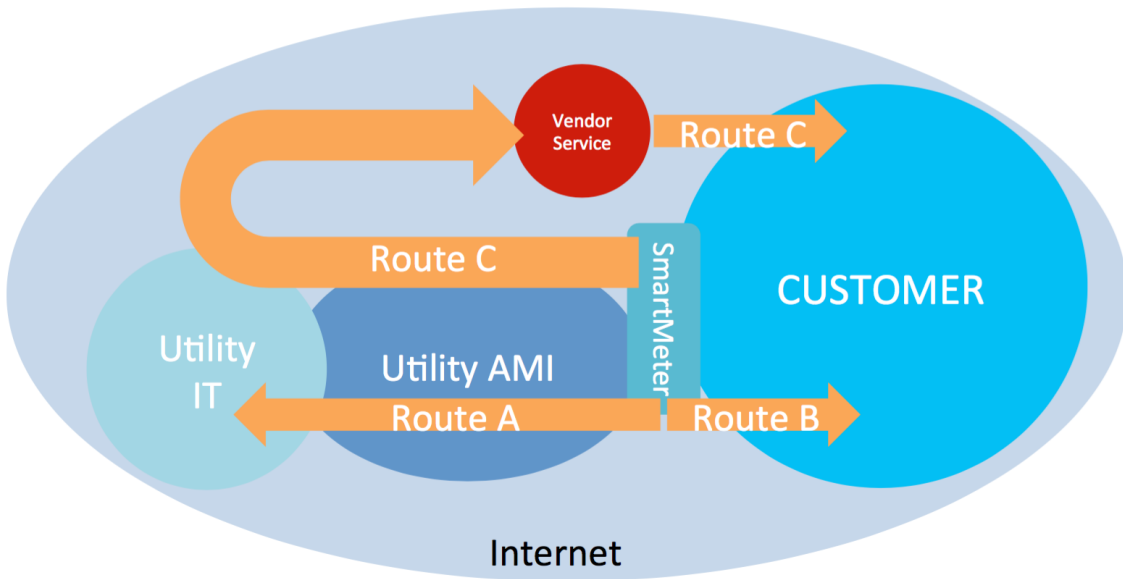 Vendor
Service
Route C
Route C
SmartMeter
CUSTOMER
Utility
IT
Utility AMI
Route A
Route B
Internet